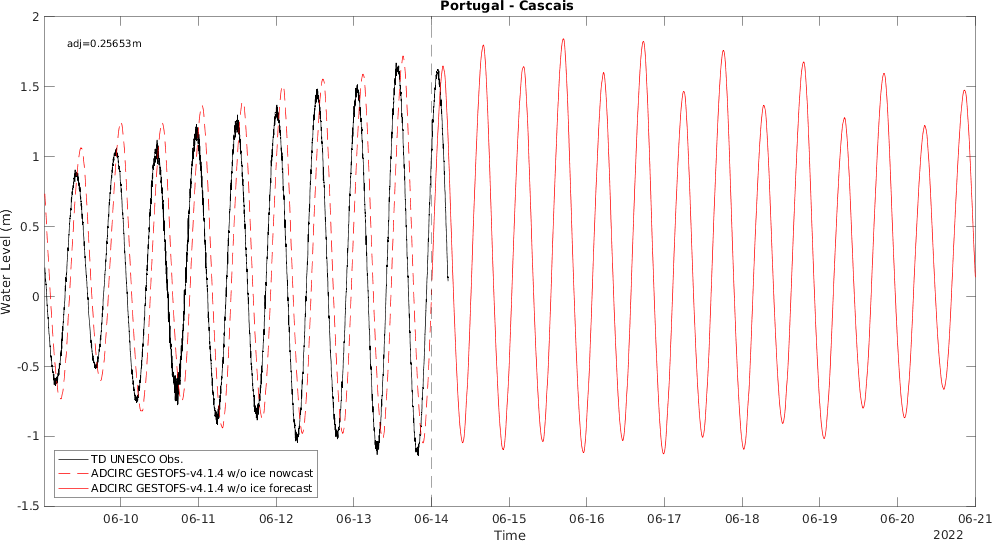 Portugal - Cascais
adj=0.25653m
2
1.5
1
0.5
0
-0.5
-1
-1.5
Water Level (m)
TD UNESCO Obs.
ADCIRC GESTOFS-v4.1.4 w/o ice nowcast
ADCIRC GESTOFS-v4.1.4 w/o ice forecast
06-10 06-11 06-12 06-13 06-14 06-15 06-16 06-17 06-18 06-19 06-20 06-21
Time
2022